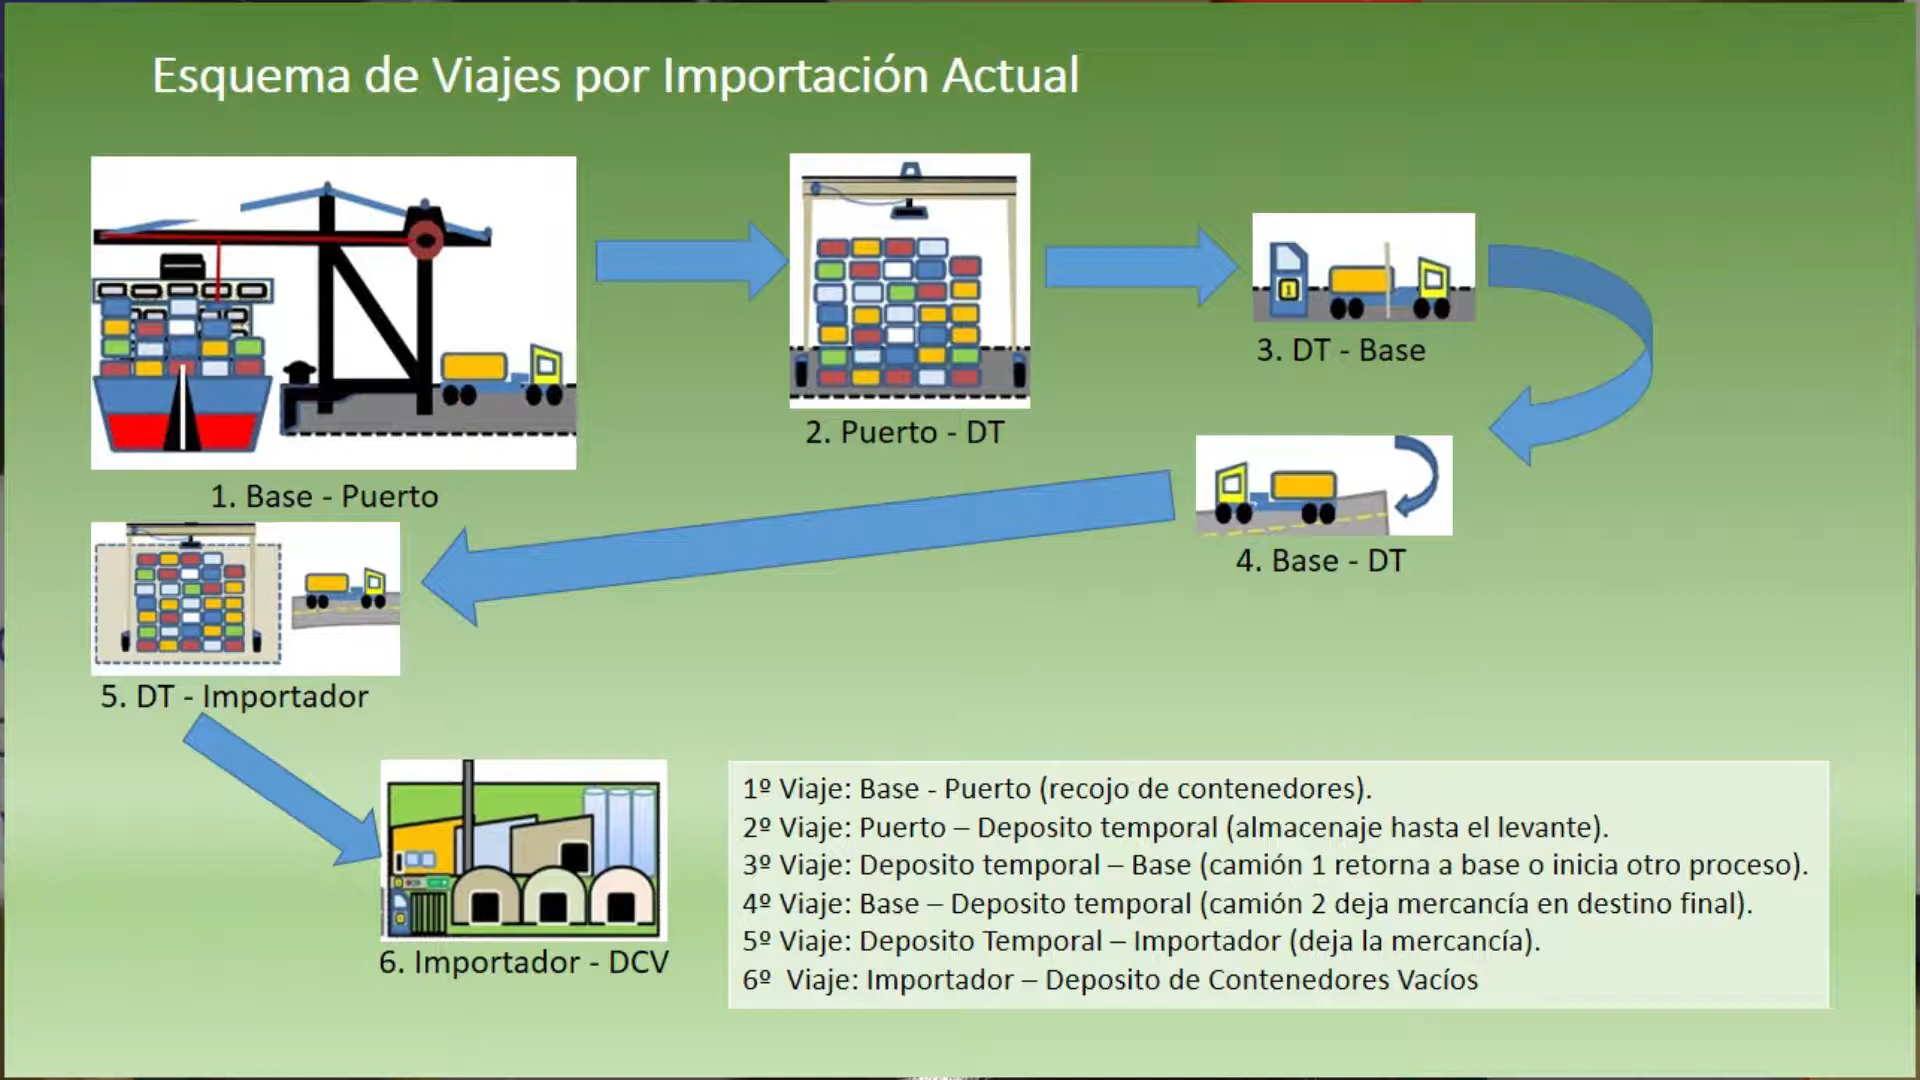 Esquema de Viajes por Importación Actual
1. Base - Puerto
2. Puerto - DT
3. DT - Base
4. Base - DT
5. DT - Importador
6. Importador - DCV
1º Viaje: Base - Puerto (recojo de contenedores).
2º Viaje: Puerto – Deposito temporal (almacenaje hasta el levante).
3º Viaje: Deposito temporal – Base (camión 1 retorna a base o inicia otro proceso).
4º Viaje: Base – Deposito temporal (camión 2 deja mercancía en destino final).
5º Viaje: Deposito Temporal – Importador (deja la mercancía).
6º Viaje: Importador – Deposito de Contenedores Vacíos